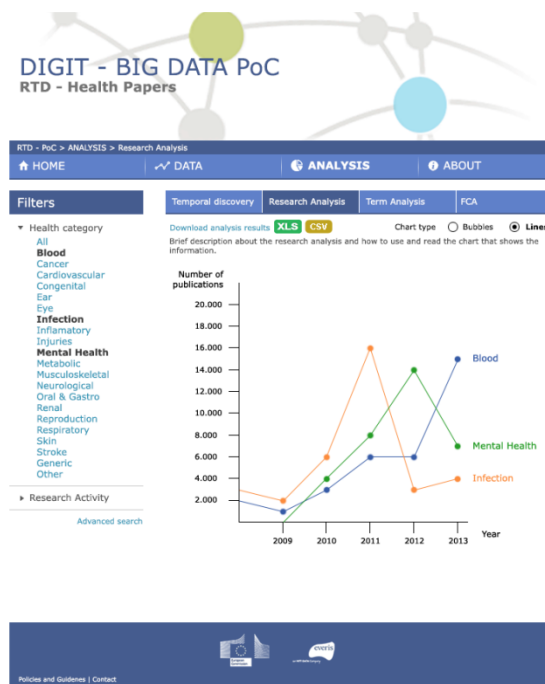 DIGIT - BIG DATA PoC
RTD - Health Papers
RTD - PoC > ANALYSIS > Research Analysis
HOME
DATA
ANALYSIS
ABOUT
Filters
Health category
All
Blood
Cancer
Cardiovascular
Congenital
Ear
Eye
Infection
Inflamatory
Injuries
Mental Health
Metabolic
Musculoskeletal
Neurological
Oral & Gastro
Renal
Reproduction
Respiratory
Skin
Stroke
Generic
Other
Research Activity
Advanced search
Temporal discovery
Research Analysis
Term Analysis
FCA
Download analysis results XLS CSV
Chart type Bubbles Lines
Brief description about the research analysis and how to use and read the chart that shows the
information.
Number of
publications
20.000
18.000
16.000
14.000
12.000
10.000
8.000
6.000
4.000
2.000
Blood
Mental Health
Infection
2009 2010 2011 2012 2013
Year
European
Commission
everis
Policies and Guidenes | Contact